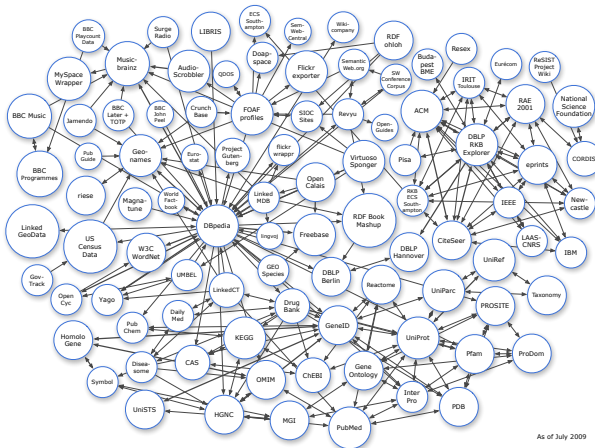 BBC
Playcount
Data
Surge
Radio
LIBRIS
ECS
South-
ampton
Sem-
Web-
Central
Wiki-
company
RDF
ohloh
Music-
brainz
Doap-
space
Semantic
Web.org
Buda-
pest
BME
Resex
Eurécom
ReSIST
Project
Wiki
MySpace
Wrapper
Audio-
Scrobbler
QDOS
Flickr
exporter
SW
Conference
Corpus
IRIT
Toulouse
National
Science
Foundation
BBC Music
Jamendo
BBC
Later +
TOTP
BBC
John
Peel
Crunch
Base
FOAF
profiles
SIOC
Sites
Revyu
Open-
Guides
ACM
RAE
2001
Pub
Guide
Geo-
names
Euro-
stat
Project
Guten-
berg
flickr
wrappr
Virtuoso
Sponger
Pisa
DBLP
RKB
Explorer
eprints
CORDIS
BBC
Programmes
riese
Magna-
tune
World
Fact-
book
Linked
MDB
Open
Calais
RKB
ECS
South-
ampton
IEEE
New-
castle
Linked
GeoData
US
Census
Data
W3C
WordNet
DBpedia
lingvoj
Freebase
RDF Book
Mashup
DBLP
Hannover
CiteSeer
LAAS-
CNRS
IBM
Gov-
Track
Open
Cyc
Yago
UMBEL
LinkedCT
GEO
Species
DBLP
Berlin
Reactome
UniParc
UniRef
Taxonomy
Daily
Med
Drug
Bank
PROSITE
Homolo
Gene
Pub
Chem
KEGG
GeneID
UniProt
Symbol
Disea-
some
CAS
OMIM
ChEBI
Gene
Ontology
Pfam
ProDom
UniSTS
HGNC
MGI
PubMed
Inter
Pro
PDB
As of July 2009